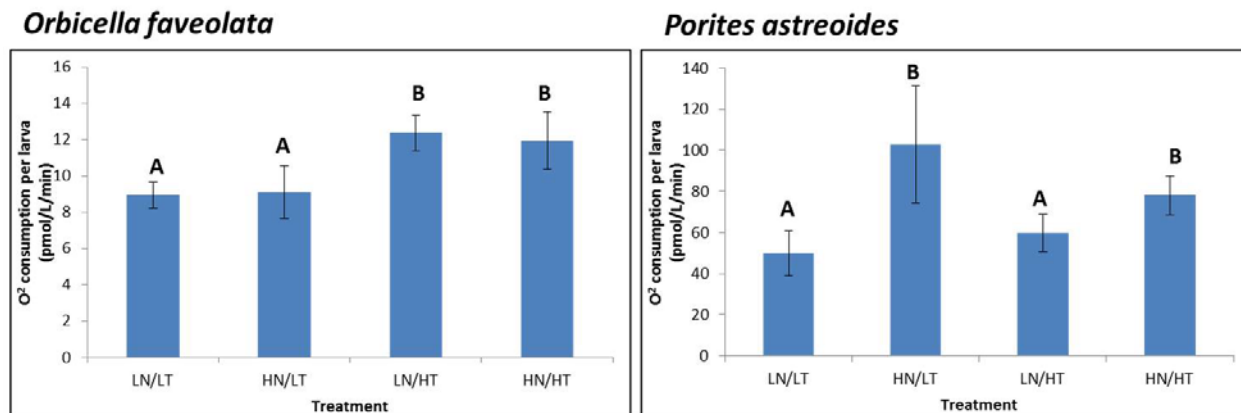 Orbicella faveolata
O² consumption per larva
(pmol/L/min)
16
14
12
10
8
6
4
2
0
A
A
B
B
LN/LT
HN/LT
LN/HT
HN/HT
Treatment
Porites astreoides
O² consumption per larva
(pmol/L/min)
140
120
100
80
60
40
20
0
A
B
A
B
LN/LT
HN/LT
LN/HT
HN/HT
Treatment